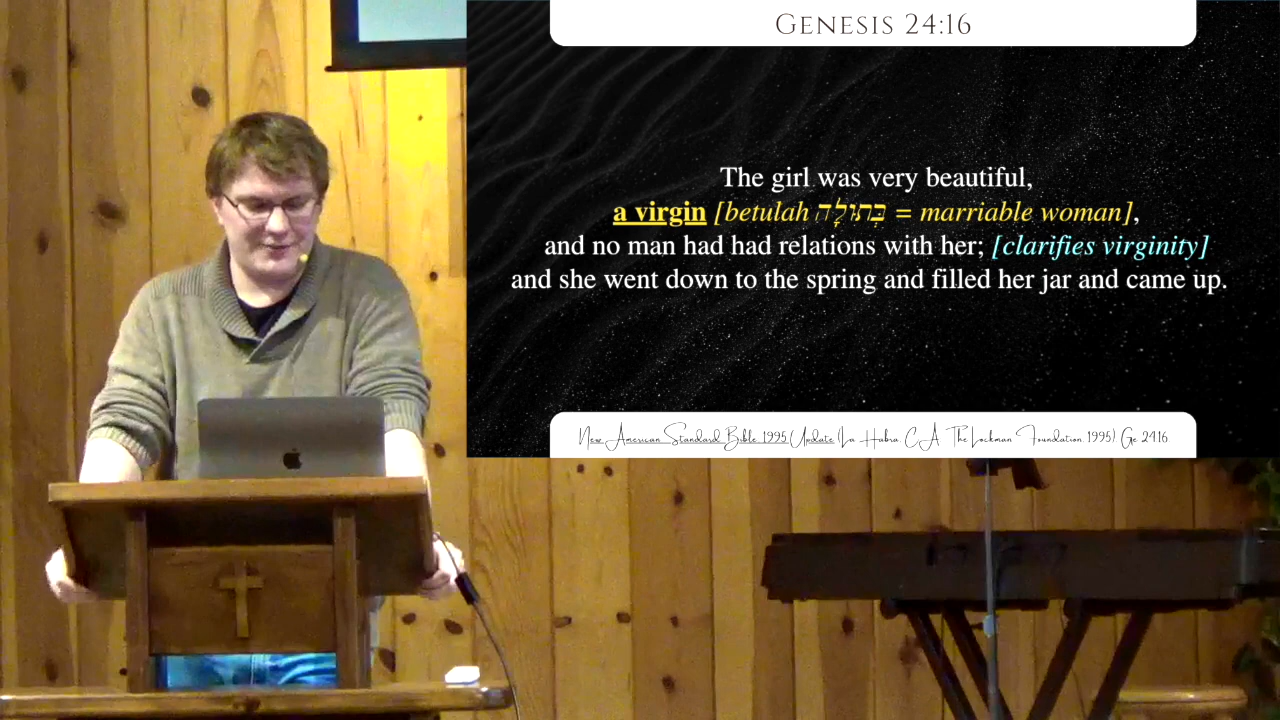 GENESIS 24:16
The girl was very beautiful,
a virgin [betulah בְּתוּלָה = marriable woman],
and no man had had relations with her; [clarifies virginity]
and she went down to the spring and filled her jar and came up.
New American Standard Bible 1995 Update (La Habra CA The Lockman Foundation 1995) Ge 24:16